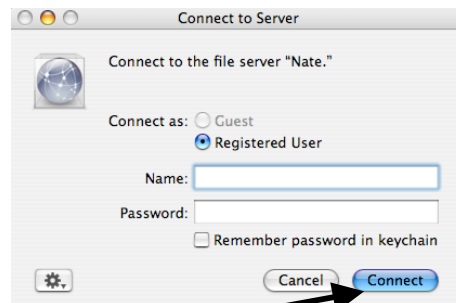 Connect to Server
Connect to the file server “Nate.”
Connect as: Guest
Registered User
Name:
Password:
Remember password in keychain
Cancel Connect